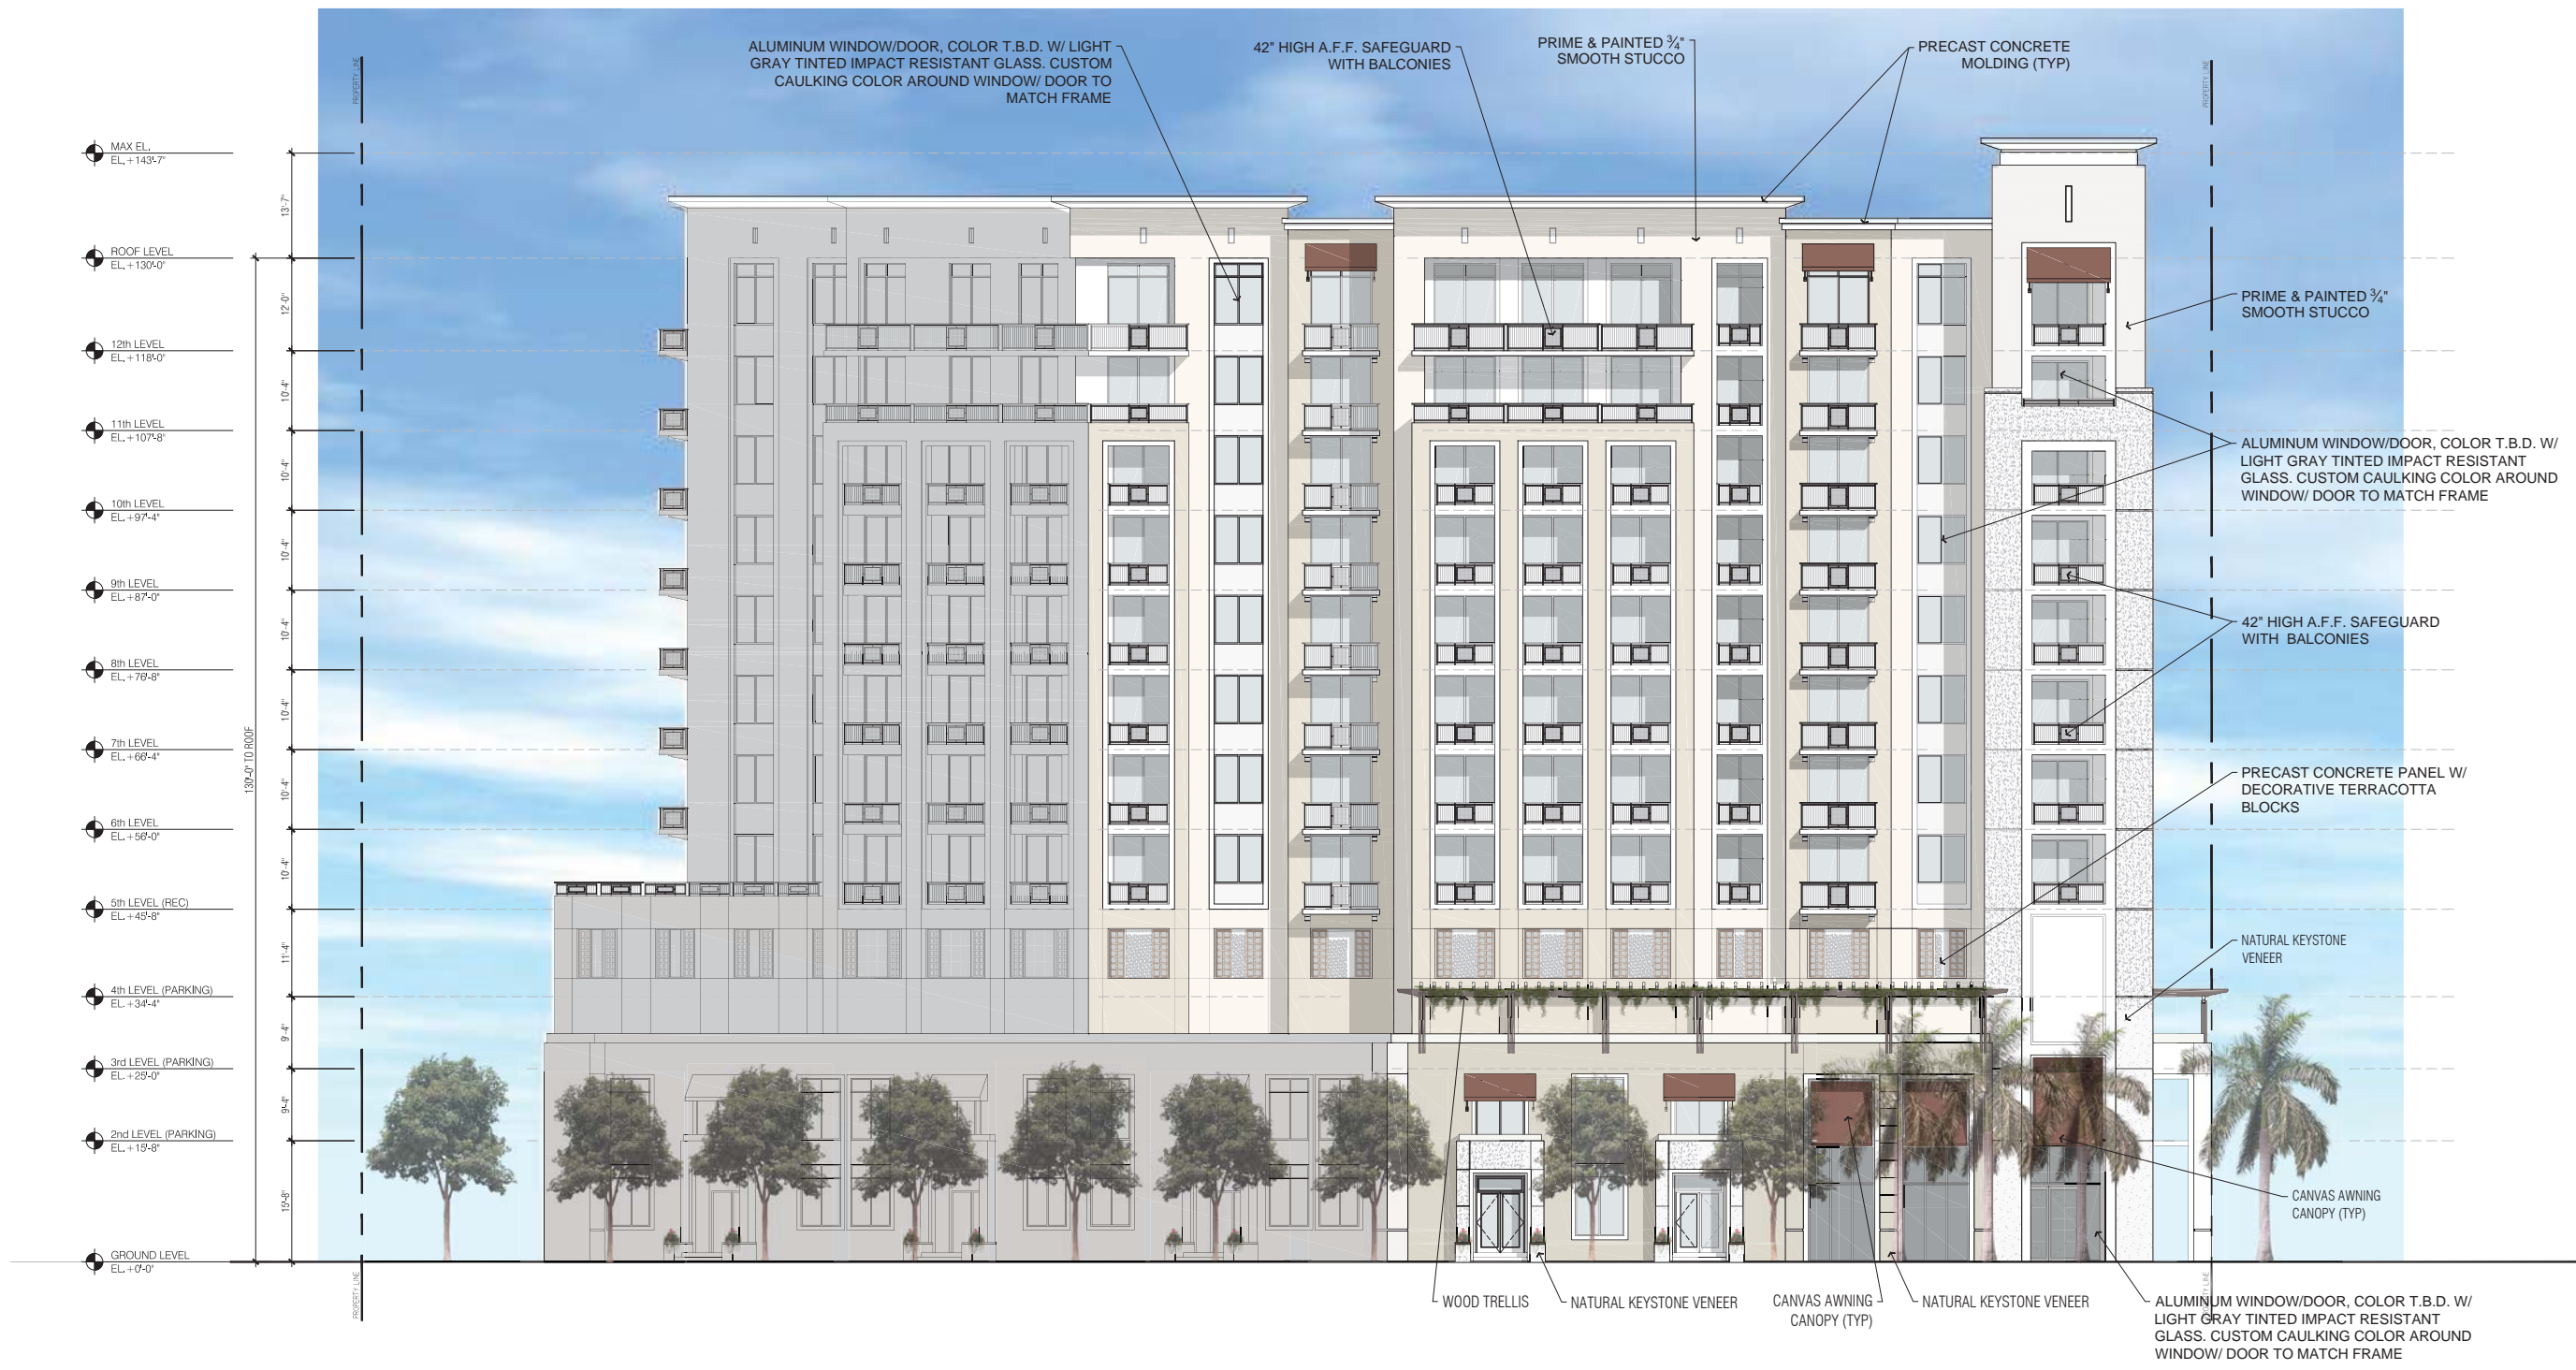 ALUMINUM WINDOW/DOOR, COLOR T.B.D. W/ LIGHT
GRAY TINTED IMPACT RESISTANT GLASS. CUSTOM
CAULKING COLOR AROUND WINDOW/ DOOR TO
MATCH FRAME
42" HIGH A.F.F. SAFEGUARD
WITH BALCONIES
PRIME & PAINTED ¾"
SMOOTH STUCCO
PRECAST CONCRETE
MOLDING (TYP)
PROPERTY LINE
PROPERTY LINE
MAX EL.
EL.+143'-7"
ROOF LEVEL
EL.+130'-0"
12th LEVEL
EL.+118'-0"
11th LEVEL
EL.+107'-8"
10th LEVEL
EL.+97'-4"
9th LEVEL
EL.+87'-0"
8th LEVEL
EL.+76'-8"
7th LEVEL
EL.+66'-4"
6th LEVEL
EL.+56'-0"
5th LEVEL (REC)
EL.+45'-8"
4th LEVEL (PARKING)
EL.+34'-4"
3rd LEVEL (PARKING)
EL.+25'-0"
2nd LEVEL (PARKING)
EL.+15'-8"
GROUND LEVEL
EL.+0'-0"
130'-0" TO ROOF
13'-7"
12'-0"
10'-4"
10'-4"
10'-4"
10'-4"
10'-4"
10'-4"
10'-4"
11'-4"
9'-4"
9'-4"
15'-8"
PRIME & PAINTED ¾"
SMOOTH STUCCO
ALUMINUM WINDOW/DOOR, COLOR T.B.D. W/
LIGHT GRAY TINTED IMPACT RESISTANT
GLASS. CUSTOM CAULKING COLOR AROUND
WINDOW/ DOOR TO MATCH FRAME
42" HIGH A.F.F. SAFEGUARD
WITH BALCONIES
PRECAST CONCRETE PANEL W/
DECORATIVE TERRACOTTA
BLOCKS
NATURAL KEYSTONE
VENEER
CANVAS AWNING
CANOPY (TYP)
PROPERTY LINE
WOOD TRELLIS
NATURAL KEYSTONE VENEER
CANVAS AWNING
CANOPY (TYP)
NATURAL KEYSTONE VENEER
PROPERTY LINE
ALUMINUM WINDOW/DOOR, COLOR T.B.D. W/
LIGHT GRAY TINTED IMPACT RESISTANT
GLASS. CUSTOM CAULKING COLOR AROUND
WINDOW/ DOOR TO MATCH FRAME